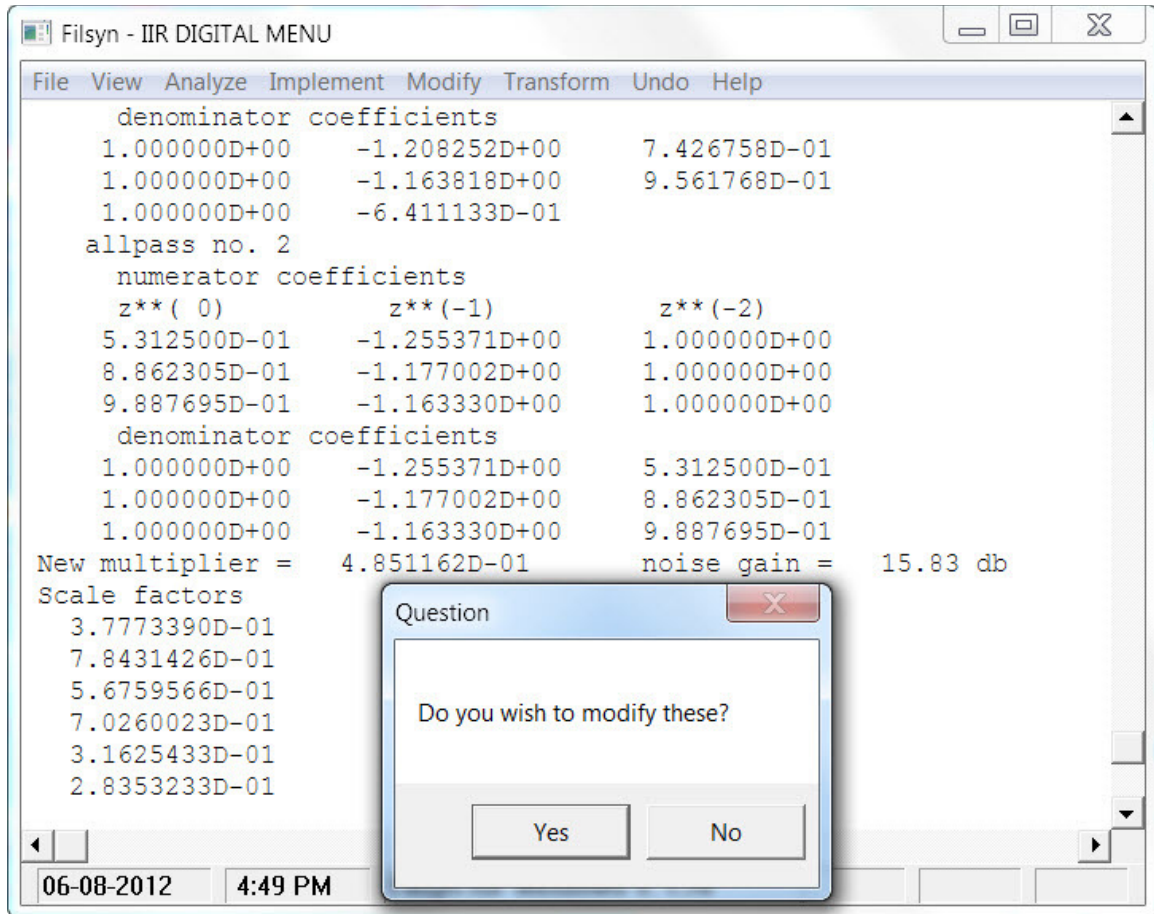 Filsyn - IIR DIGITAL MENU
File View Analyze Implement Modify Transform Undo Help
denominator coefficients
1.000000D+00 -1.208252D+00 7.426758D-01
1.000000D+00 -1.163818D+00 9.561768D-01
1.000000D+00 -6.411133D-01
allpass no. 2
numerator coefficients
z**( 0) z**(-1) z**(-2)
5.312500D-01 -1.255371D+00 1.000000D+00
8.862305D-01 -1.177002D+00 1.000000D+00
9.887695D-01 -1.163330D+00 1.000000D+00
denominator coefficients
1.000000D+00 -1.255371D+00 5.312500D-01
1.000000D+00 -1.177002D+00 8.862305D-01
1.000000D+00 -1.163330D+00 9.887695D-01
New multiplier = 4.851162D-01 noise gain = 15.83 db
Scale factors
3.7773390D-01
7.8431426D-01
5.6759566D-01
7.0260023D-01
3.1625433D-01
2.8353233D-01
Question
Do you wish to modify these?
Yes No
06-08-2012 4:49 PM